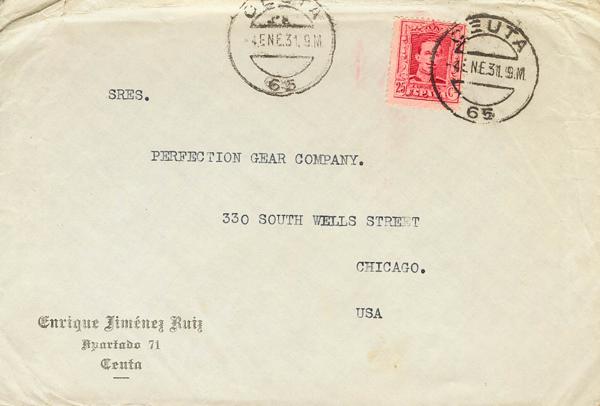 CEUTA
-4.ENE.31.9.M
65
CEUTA
-4.ENE.31.9.M
65
25
SRES.
PERFECTION GEAR COMPANY.
330 SOUTH WELLS STREET
CHICAGO.
USA
Enrique Jiménez Ruiz
Apartado 71
Ceuta